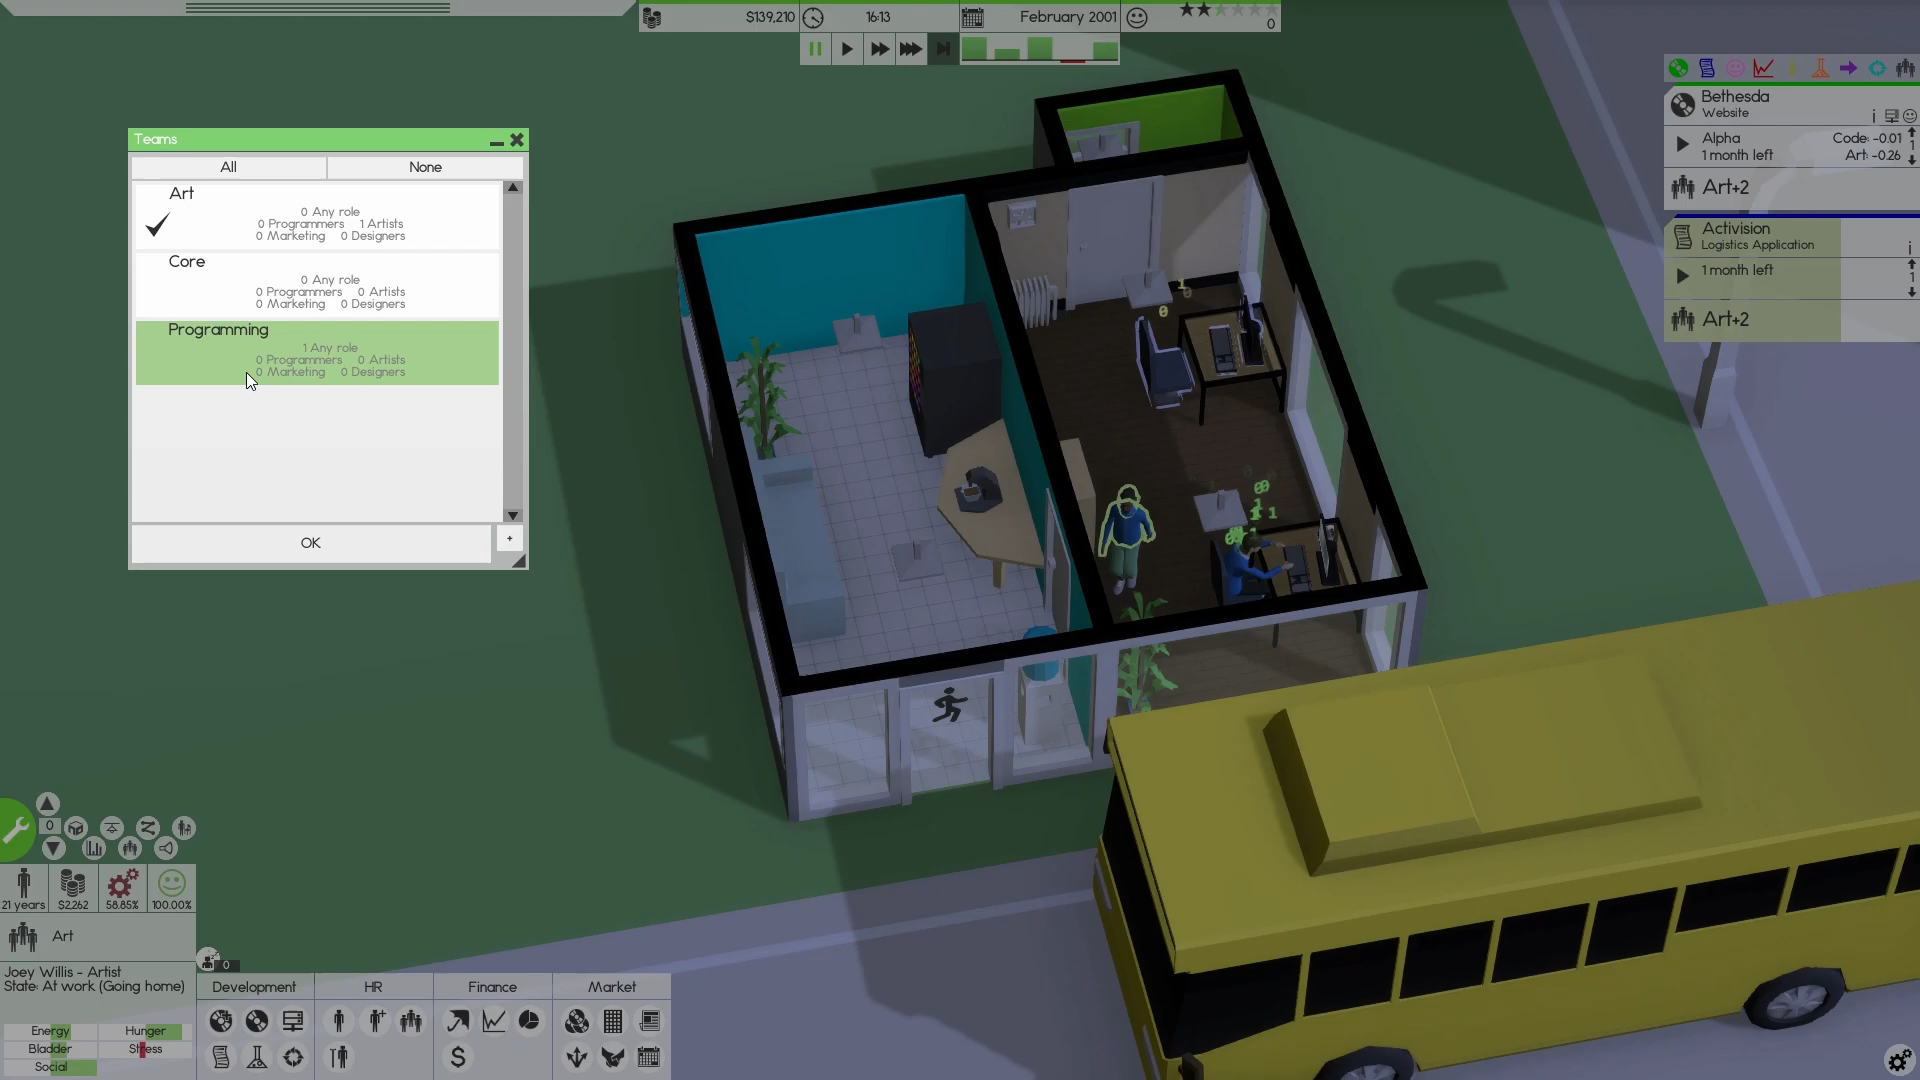 $139,210
16:13
February 2001
0
Teams
All
None
Art
0 Any role
0 Programmers 1 Artists
0 Marketing 0 Designers
Core
0 Any role
0 Programmers 0 Artists
0 Marketing 0 Designers
Programming
1 Any role
0 Programmers 0 Artists
0 Marketing 0 Designers
OK
+
Bethesda
Website
i
Alpha
Code: -0.01
1
1 month left
Art: -0.26
Art+2
Activision
Logistics Application
i
1 month left
1
Art+2
0
21 years
$2,262
58.85%
100.00%
Art
Joey Willis - Artist
State: At work (Going home)
Energy
Hunger
Bladder
Stress
Social
0
Development
HR
Finance
Market